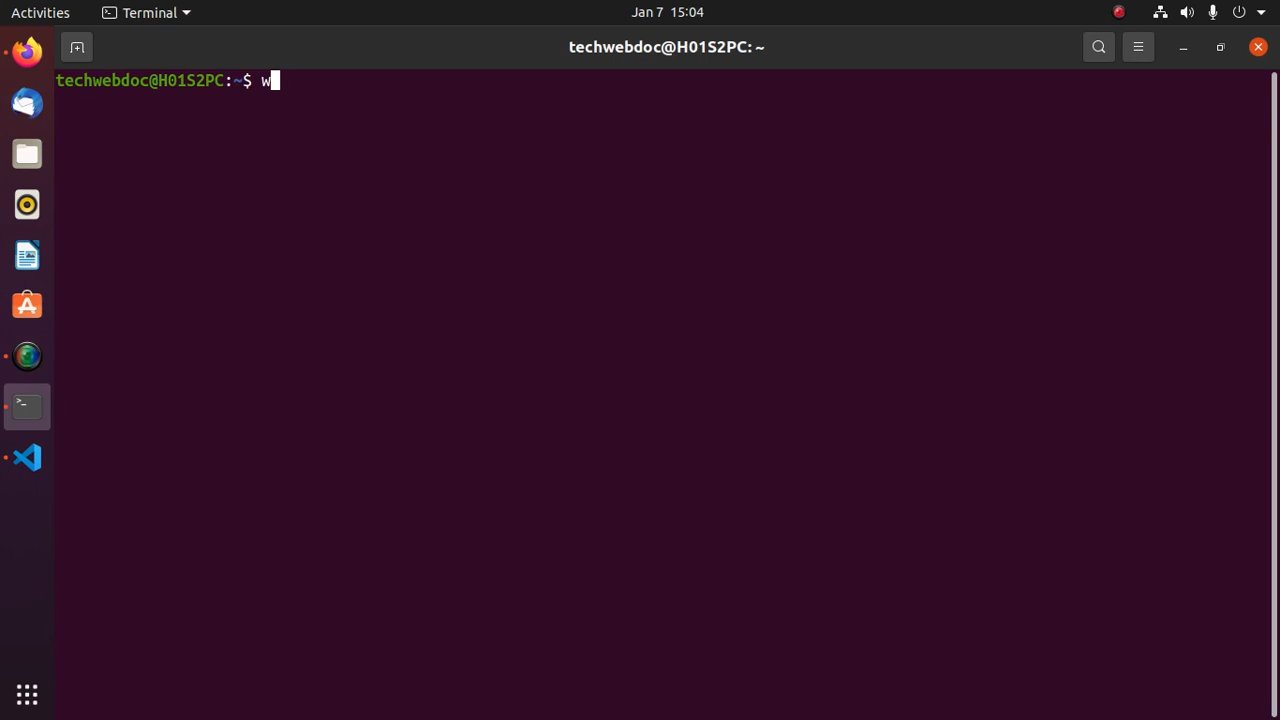 Activities Terminal Jan 7 15:04
techwebdoc@H01S2PC: ~
techwebdoc@H01S2PC:~$ w